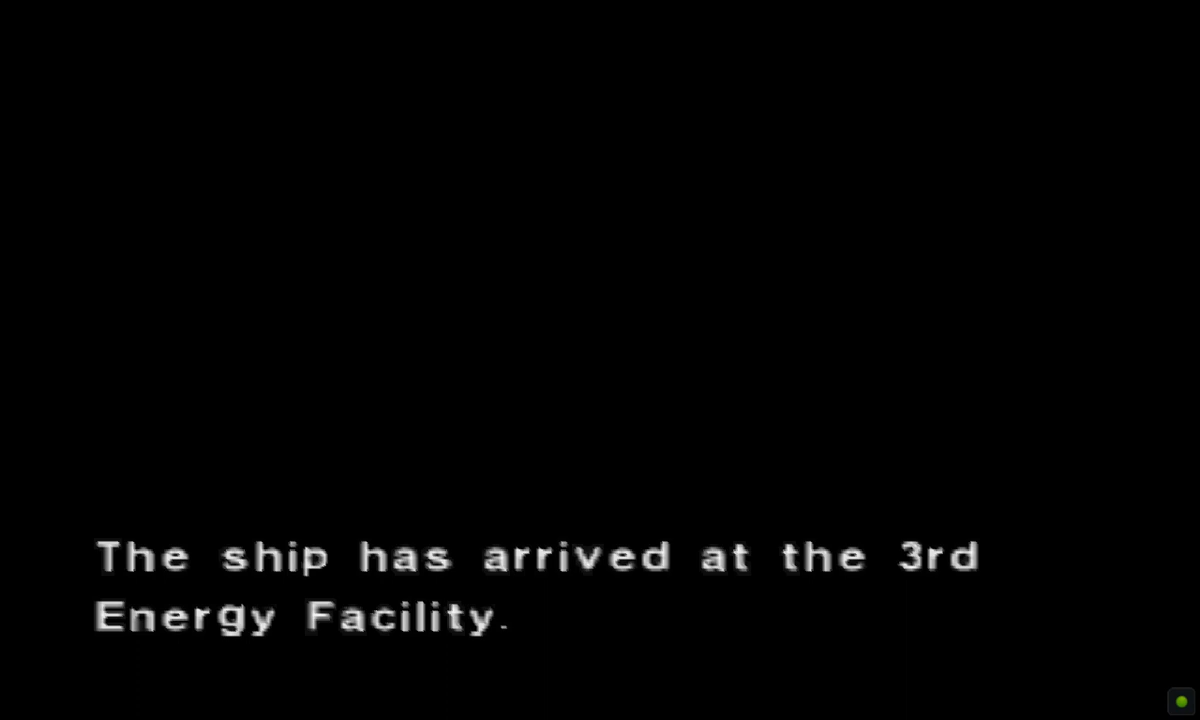 The ship has arrived at the 3rd
Energy Facility.